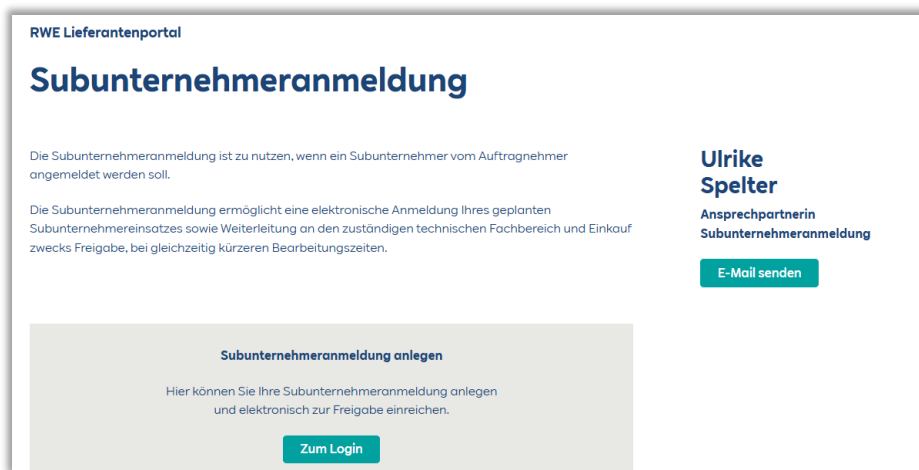 RWE Lieferantenportal
Subunternehmeranmeldung
Die Subunternehmeranmeldung ist zu nutzen, wenn ein Subunternehmer vom Auftragnehmer
angemeldet werden soll.
Die Subunternehmeranmeldung ermöglicht eine elektronische Anmeldung Ihres geplanten
Subunternehmereinsatzes sowie Weiterleitung an den zuständigen technischen Fachbereich und Einkauf
zwecks Freigabe, bei gleichzeitig kürzeren Bearbeitungszeiten.
Ulrike
Spelter
Ansprechpartnerin
Subunternehmeranmeldung
E-Mail senden
Subunternehmeranmeldung anlegen
Hier können Sie Ihre Subunternehmeranmeldung anlegen
und elektronisch zur Freigabe einreichen.
Zum Login